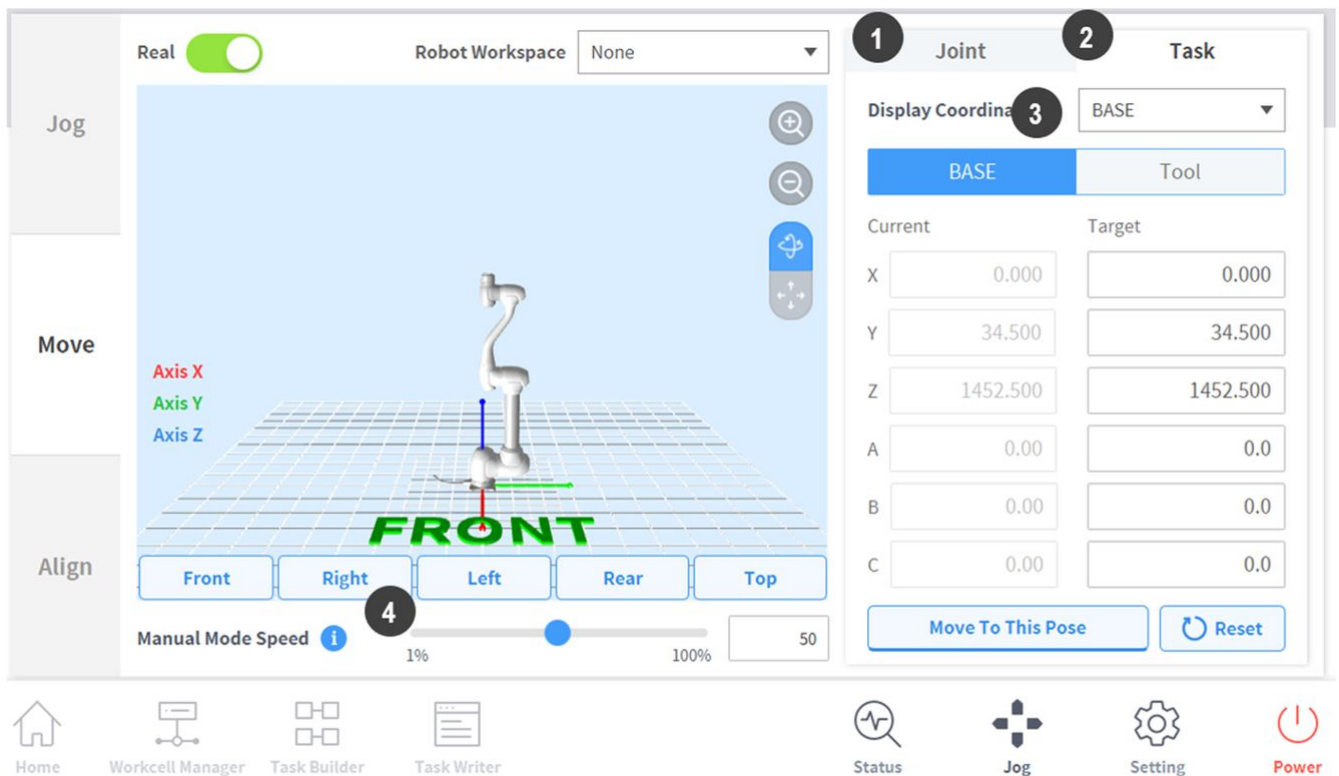 Jog
Move
Align
Real
Robot Workspace
None
Axis X
Axis Y
Axis Z
FRONT
Front
Right
Left
Rear
Top
4
Manual Mode Speed
i
1%
100%
50
1
Joint
2
Task
Display Coordina
3
BASE
BASE
Tool
Current
Target
X
0.000
0.000
Y
34.500
34.500
Z
1452.500
1452.500
A
0.00
0.0
B
0.00
0.0
C
0.00
0.0
Move To This Pose
Reset
Home
Workcell Manager
Task Builder
Task Writer
Status
Jog
Setting
Power